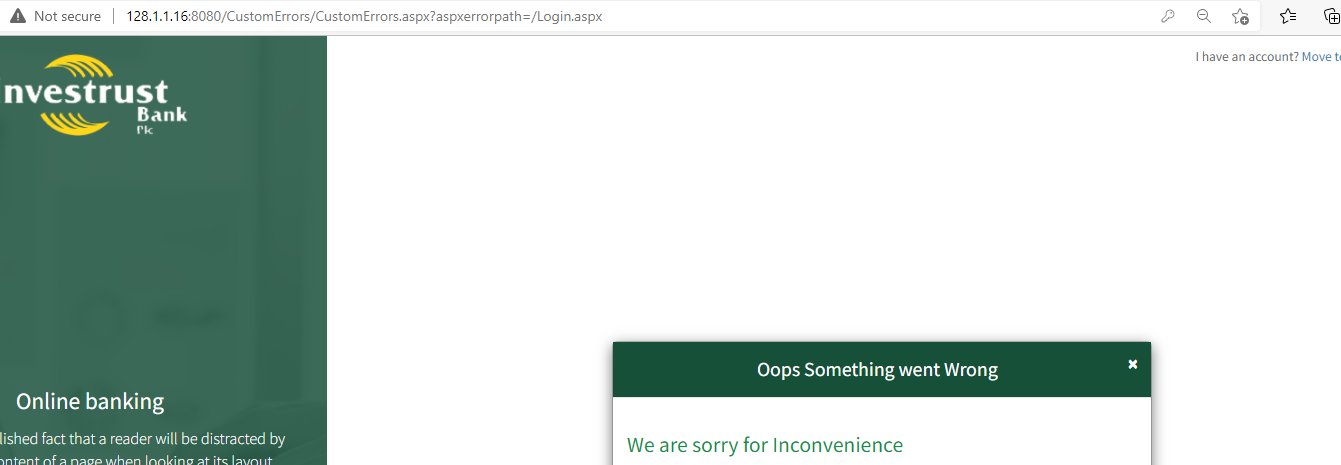 Not secure | 128.1.1.16:8080/CustomErrors/CustomErrors.aspx?aspxerrorpath=/Login.aspx
I have an account? Move t
nvestrust
Bank
Plc
Oops Something went Wrong
Online banking
lished fact that a reader will be distracted by
ontent of a page when looking at its layout
We are sorry for Inconvenience